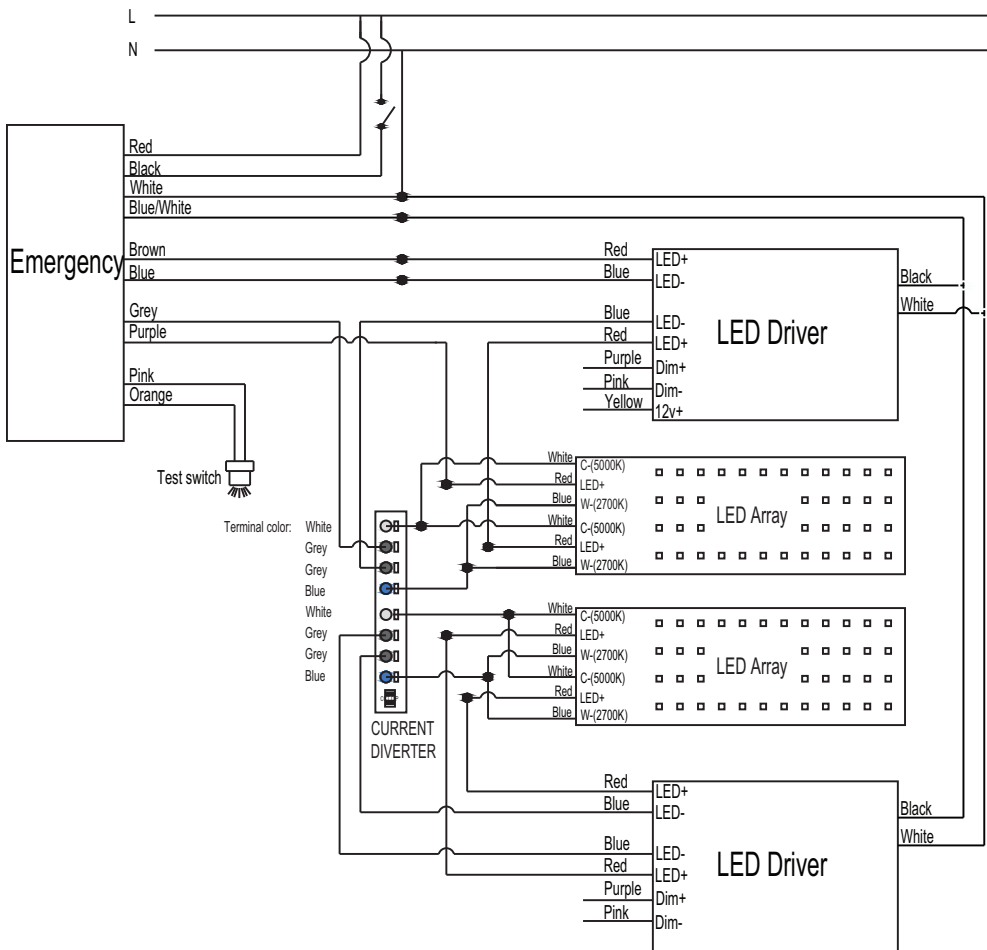 L
N
Red
Black
White
Blue/White
Emergency
Brown
Blue
Grey
Purple
Pink
Orange
Test switch
Red
Blue
Blue
Red
Purple
Pink
Yellow
LED+
LED-
LED-
LED+
Dim+
Dim-
12v+
LED Driver
Black
White
White
Red
Blue
White
Red
Blue
C-(5000K)
LED+
W-(2700K)
C-(5000K)
LED+
W-(2700K)
LED Array
Terminal color:
White
Grey
Grey
Blue
White
Grey
Grey
Blue
CURRENT
DIVERTER
White
Red
Blue
White
Red
Blue
C-(5000K)
LED+
W-(2700K)
C-(5000K)
LED+
W-(2700K)
LED Array
Red
Blue
Blue
Red
Purple
Pink
LED+
LED-
LED-
LED+
Dim+
Dim-
LED Driver
Black
White